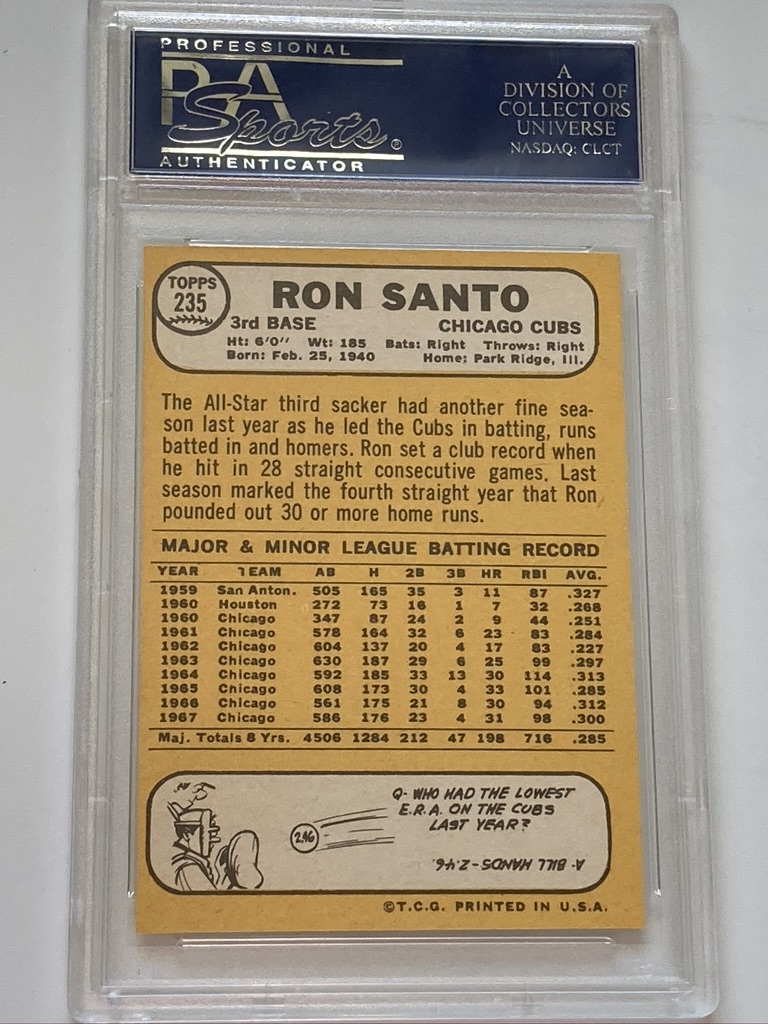 PROFESSIONAL
PSA
Sports®
AUTHENTICATOR
A
DIVISION OF
COLLECTORS
UNIVERSE
NASDAQ: CLCT
TOPPS
235
RON SANTO
3rd BASE CHICAGO CUBS
Ht: 6'0" Wt: 185 Bats: Right Throws: Right
Born: Feb. 25, 1940 Home: Park Ridge, Ill.
The All-Star third sacker had another fine sea-
son last year as he led the Cubs in batting, runs
batted in and homers. Ron set a club record when
he hit in 28 straight consecutive games. Last
season marked the fourth straight year that Ron
pounded out 30 or more home runs.
MAJOR & MINOR LEAGUE BATTING RECORD
YEAR TEAM AB H 2B 3B HR RBI AVG.
1959 San Anton. 505 165 35 3 11 87 .327
1960 Houston 272 73 16 1 7 32 .268
1960 Chicago 347 87 24 2 9 44 .251
1961 Chicago 578 164 32 6 23 83 .284
1962 Chicago 604 137 20 4 17 83 .227
1963 Chicago 630 187 29 6 25 99 .297
1964 Chicago 592 185 33 13 30 114 .313
1965 Chicago 608 173 30 4 33 101 .285
1966 Chicago 561 175 21 8 30 94 .312
1967 Chicago 586 176 23 4 31 98 .300
Maj. Totals 8 Yrs. 4506 1284 212 47 198 716 .285
Q- WHO HAD THE LOWEST
E.R.A. ON THE CUBS
LAST YEAR?
2.46
A- BILL HANDS-2.46.
©T.C.G. PRINTED IN U.S.A.